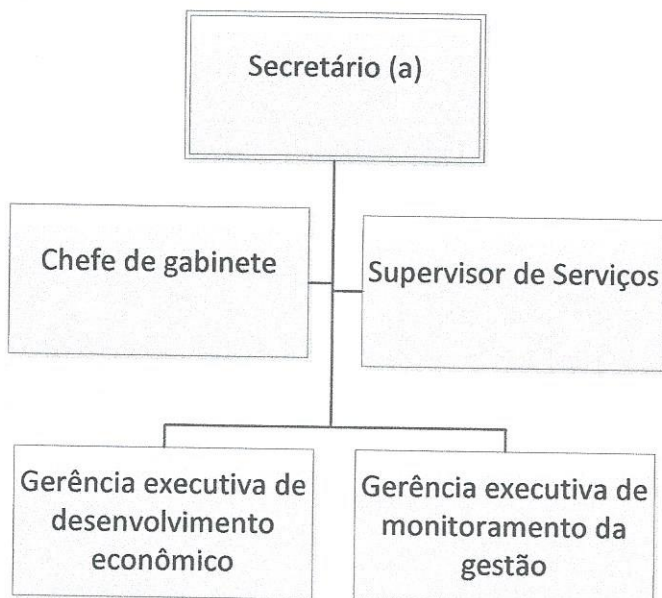 Secretário (a)
Chefe de gabinete
Supervisor de Serviços
Gerência executiva de
desenvolvimento
econômico
Gerência executiva de
monitoramento da
gestão